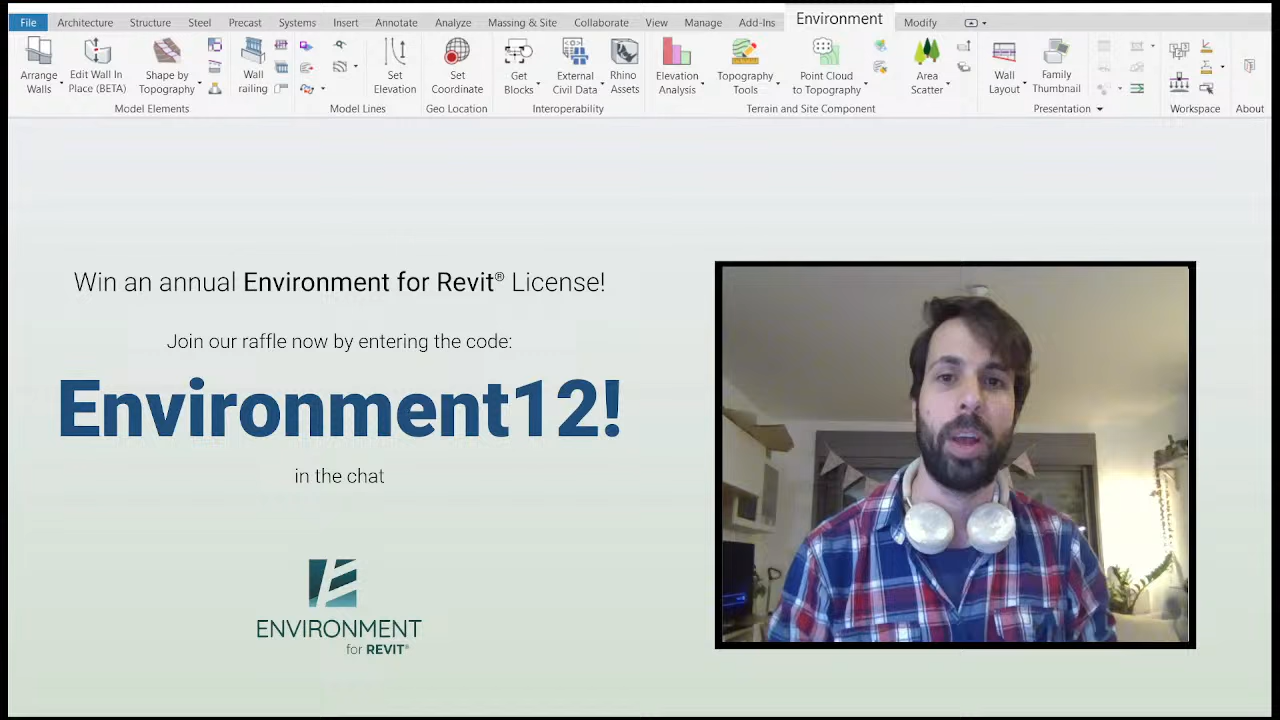 File Architecture Structure Steel Precast Systems Insert Annotate Analyze Massing & Site Collaborate View Manage Add-Ins Environment Modify
Arrange Walls
Edit Wall In Place (BETA)
Shape by Topography
Wall railing
Set Elevation
Set
Get Blocks
External Civil Data
Rhino Assets
Elevation Analysis
Topography Tools
Point Cloud to Topography
Area Scatter
Wall Layout
Family Thumbnail
Model Elements Model Lines Geo Location Interoperability Terrain and Site Component Presentation Workspace About
Win an annual Environment for Revit® License!
Join our raffle now by entering the code:
Environment12!
in the chat
ENVIRONMENT
for REVIT®